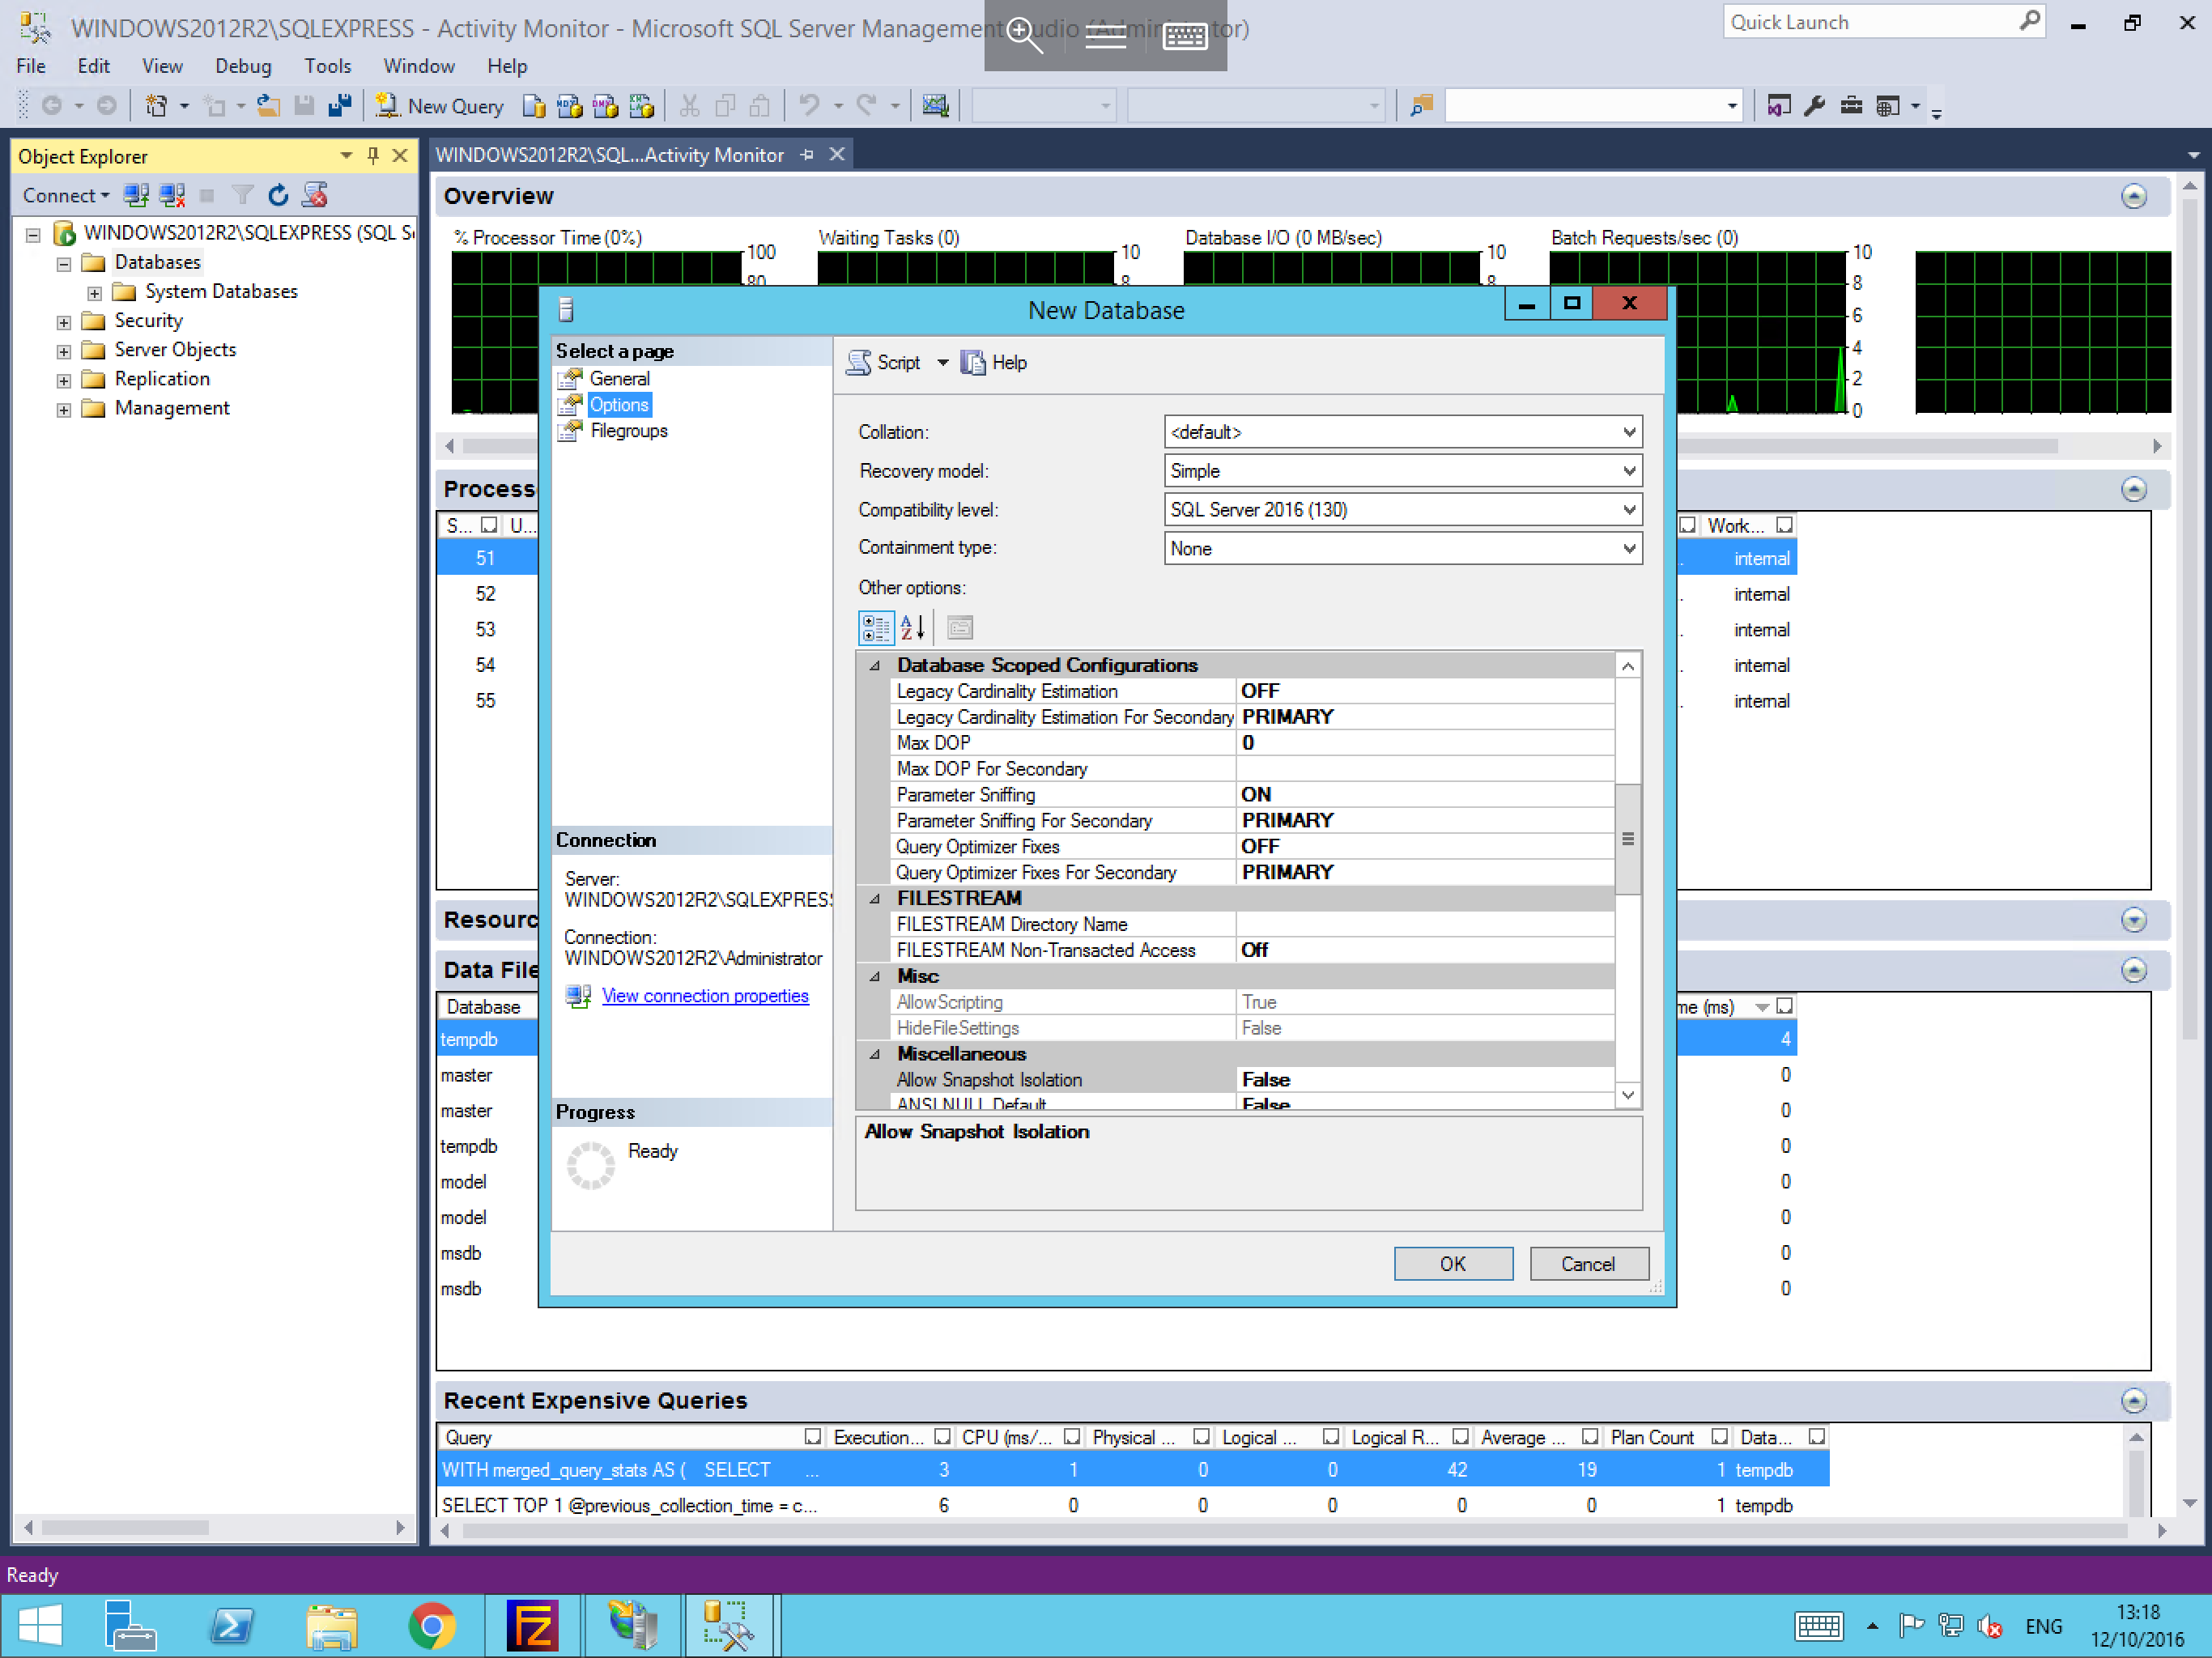 WINDOWS2012R2\SQLEXPRESS - Activity Monitor - Microsoft SQL Server Management Studio (Administrator)
Quick Launch
File Edit View Debug Tools Window Help
New Query
Object Explorer
WINDOWS2012R2\SQL...Activity Monitor
Connect
WINDOWS2012R2\SQLEXPRESS (SQL S
Databases
System Databases
Security
Server Objects
Replication
Management
Overview
% Processor Time (0%)
100
80
Waiting Tasks (0)
10
8
Database I/O (0 MB/sec)
10
8
Batch Requests/sec (0)
10
8
6
4
2
0
Process
S... U...
Work...
51 internal
52 internal
53 internal
54 internal
55 internal
Resourc
Data File
Database
me (ms)
tempdb 4
master 0
master 0
tempdb 0
model 0
model 0
msdb 0
msdb 0
New Database
Select a page
General
Options
Filegroups
Connection
Server:
WINDOWS2012R2\SQLEXPRESS
Connection:
WINDOWS2012R2\Administrator
View connection properties
Progress
Ready
Script Help
Collation: <default>
Recovery model: Simple
Compatibility level: SQL Server 2016 (130)
Containment type: None
Other options:
Database Scoped Configurations
Legacy Cardinality Estimation OFF
Legacy Cardinality Estimation For Secondary PRIMARY
Max DOP 0
Max DOP For Secondary
Parameter Sniffing ON
Parameter Sniffing For Secondary PRIMARY
Query Optimizer Fixes OFF
Query Optimizer Fixes For Secondary PRIMARY
FILESTREAM
FILESTREAM Directory Name
FILESTREAM Non-Transacted Access Off
Misc
AllowScripting True
HideFileSettings False
Miscellaneous
Allow Snapshot Isolation False
ANSI NULL Default False
Allow Snapshot Isolation
OK Cancel
Recent Expensive Queries
Query Execution... CPU (ms/... Physical ... Logical ... Logical R... Average ... Plan Count Data...
WITH merged_query_stats AS ( SELECT ... 3 1 0 0 42 19 1 tempdb
SELECT TOP 1 @previous_collection_time = c... 6 0 0 0 0 0 1 tempdb
Ready
ENG
13:18
12/10/2016